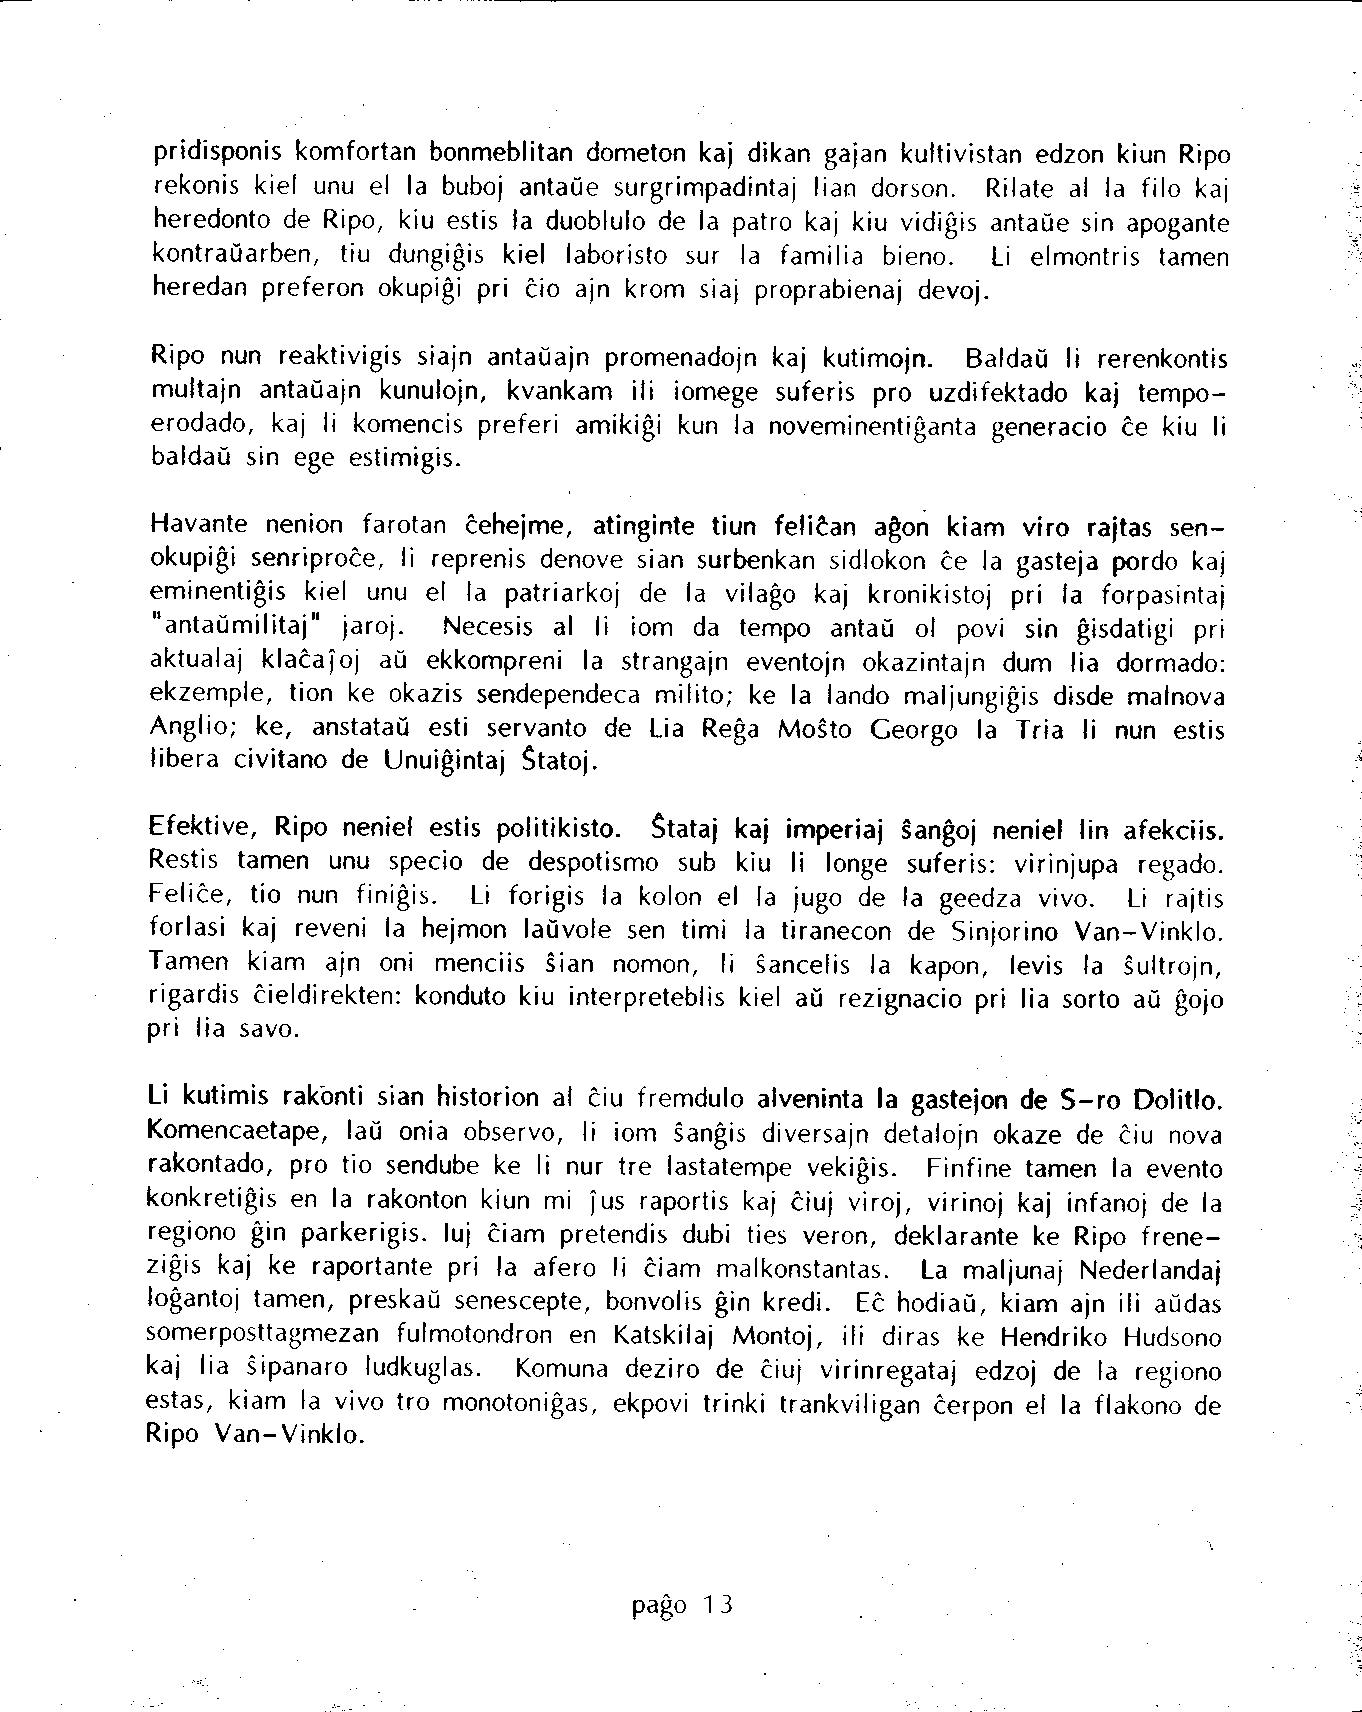 pridisponis komfortan bonmeblitan dometon kaj dikan gajan kultivistan edzon kiun Ripo
rekonis kiel unu el la buboj antaŭe surgrimpadintaj lian dorson. Rilate al la filo kaj
heredonto de Ripo, kiu estis la duoblulo de la patro kaj kiu vidiĝis antaŭe sin apogante
kontraŭarben, tiu dungiĝis kiel laboristo sur la familia bieno. Li elmontris tamen
heredan preferon okupiĝi pri ĉio ajn krom siaj proprabienaj devoj.
Ripo nun reaktivigis siajn antaŭajn promenadojn kaj kutimojn. Baldaŭ li rerenkontis
multajn antaŭajn kunulojn, kvankam ili iomege suferis pro uzdifektado kaj tempo-
erodado, kaj li komencis preferi amikiĝi kun la noveminentiĝanta generacio ĉe kiu li
baldaŭ sin ege estimigis.
Havante nenion farotan ĉehejme, atinginte tiun feliĉan aĝon kiam viro rajtas sen-
okupiĝi senriproĉe, li reprenis denove sian surbenkan sidlokon ĉe la gasteja pordo kaj
eminentiĝis kiel unu el la patriarkoj de la vilaĝo kaj kronikistoj pri la forpasintaj
"antaŭmilitaj" jaroj. Necesis al li iom da tempo antaŭ ol povi sin ĝisdatigi pri
aktualaj klaĉaĵoj aŭ ekkompreni la strangajn eventojn okazintajn dum lia dormado:
ekzemple, tion ke okazis sendependeca milito; ke la lando maljungiĝis disde malnova
Anglio; ke, anstataŭ esti servanto de Lia Reĝa Moŝto Georgo la Tria li nun estis
libera civitano de Unuiĝintaj Ŝtatoj.
Efektive, Ripo neniel estis politikisto. Ŝtataj kaj imperiaj ŝanĝoj neniel lin afekciis.
Restis tamen unu specio de despotismo sub kiu li longe suferis: virinjupa regado.
Feliĉe, tio nun finiĝis. Li forigis la kolon el la jugo de la geedza vivo. Li rajtis
forlasi kaj reveni la hejmon laŭvole sen timi la tiranecon de Sinjorino Van-Vinklo.
Tamen kiam ajn oni menciis ŝian nomon, li ŝancelis la kapon, levis la ŝultrojn,
rigardis ĉieldirekten: konduto kiu interpreteblis kiel aŭ rezignacio pri lia sorto aŭ ĝojo
pri lia savo.
Li kutimis rakonti sian historion al ĉiu fremdulo alveninta la gastejon de S-ro Dolitlo.
Komencaetape, laŭ onia observo, li iom ŝanĝis diversajn detalojn okaze de ĉiu nova
rakontado, pro tio sendube ke li nur tre lastatempe vekiĝis. Finfine tamen la evento
konkretiĝis en la rakonton kiun mi ĵus raportis kaj ĉiuj viroj, virinoj kaj infanoj de la
regiono ĝin parkerigis. Iuj ĉiam pretendis dubi ties veron, deklarante ke Ripo frene-
ziĝis kaj ke raportante pri la afero li ĉiam malkonstantas. La maljunaj Nederlandaj
loĝantoj tamen, preskaŭ senescepte, bonvolis ĝin kredi. Eĉ hodiaŭ, kiam ajn ili aŭdas
somerposttagmezan fulmotondron en Katskilaj Montoj, ili diras ke Hendriko Hudsono
kaj lia ŝipanaro ludkuglas. Komuna deziro de ĉiuj virinregataj edzoj de la regiono
estas, kiam la vivo tro monotoniĝas, ekpovi trinki trankviligan ĉerpon el la flakono de
Ripo Van-Vinklo.
paĝo 13